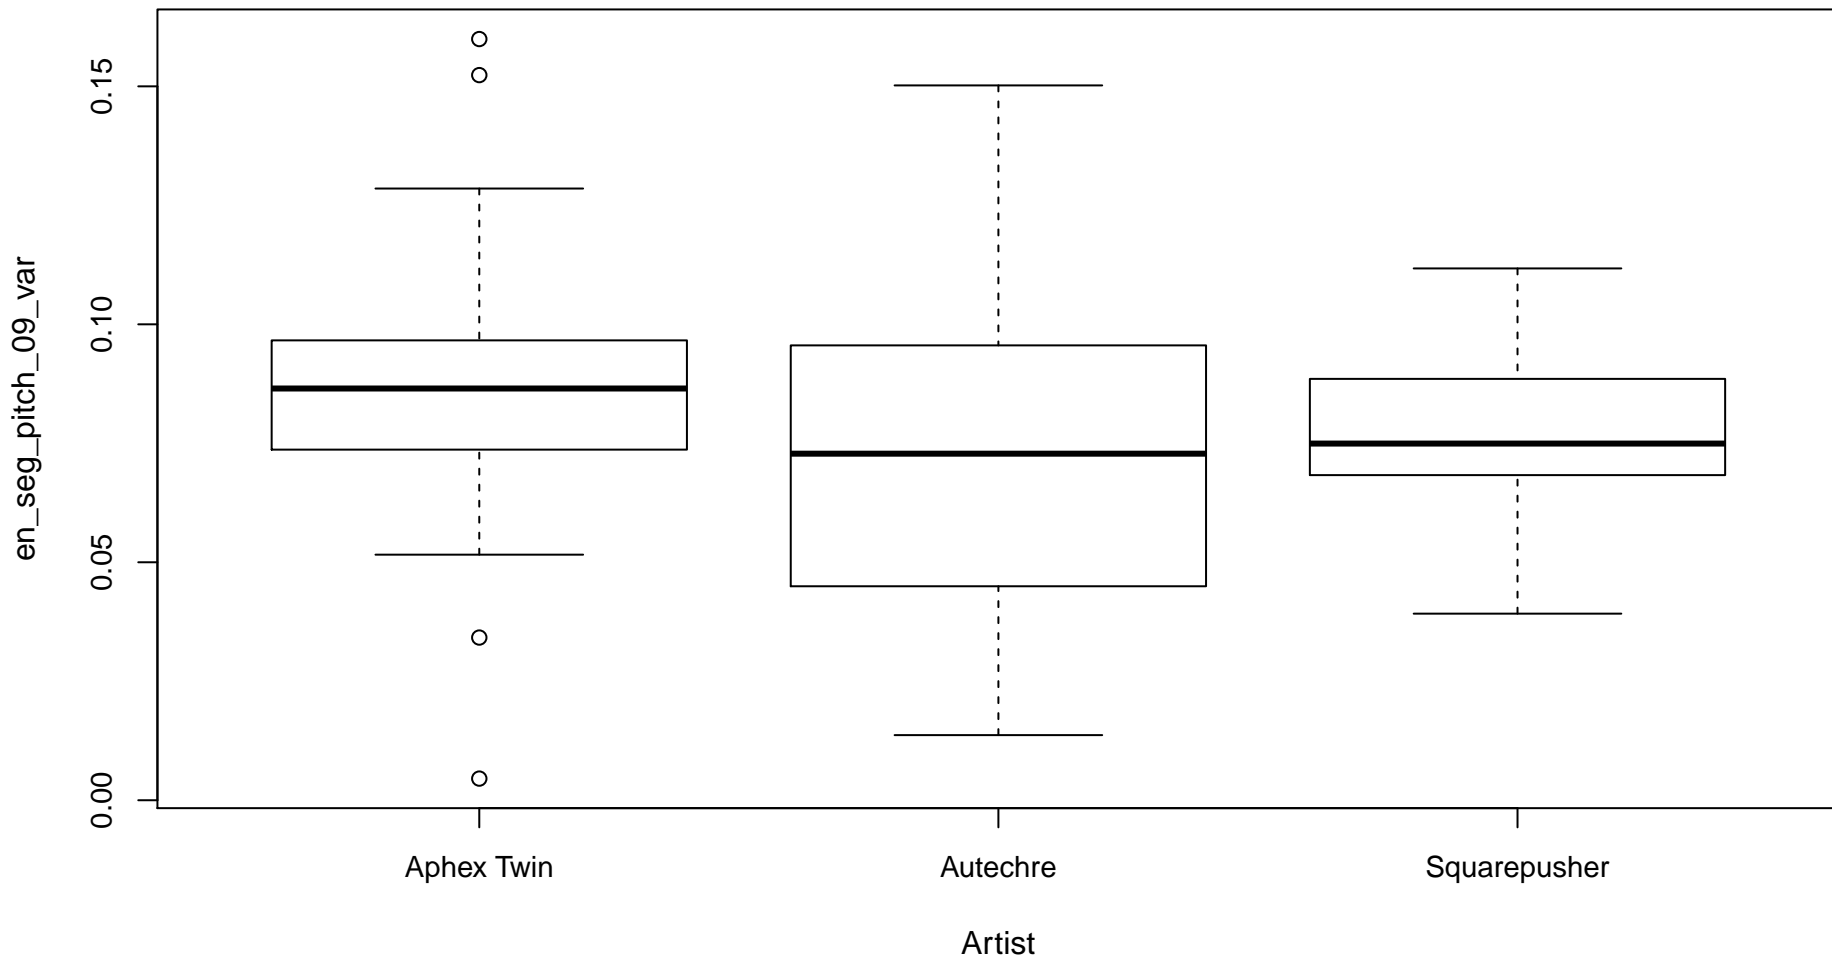 en_seg_pitch_09_var
0.15
0.10
0.05
0.00
Aphex Twin
Autechre
Squarepusher
Artist